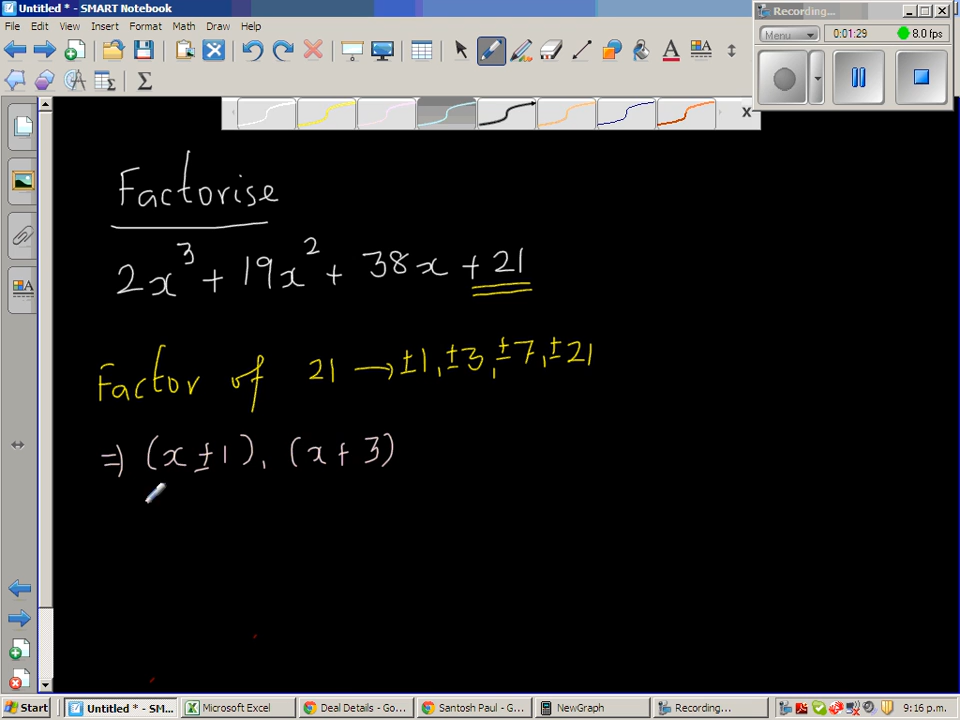 Untitled * - SMART Notebook
Recording...
File Edit View Insert Format Math Draw Help
Menu
0:01:29
8.0 fps
Factorise
2x³ + 19x² + 38x + 21
Factor of 21 → ±1, ±3, ±7, ±21
⇒ (x ± 1), (x + 3)
Start
Untitled * - SM...
Microsoft Excel
Deal Details - Go...
Santosh Paul - G...
NewGraph
Recording...
9:16 p.m.